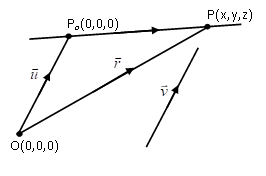 P₀(0,0,0)
P(x,y,z)
u⃗
r⃗
v⃗
O(0,0,0)